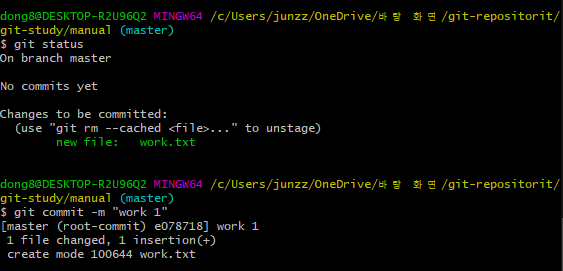 dong8@DESKTOP-R2U96Q2 MINGW64 /c/Users/junzz/OneDrive/바탕 화면/git-repositorit/
git-study/manual (master)
$ git status
On branch master
No commits yet
Changes to be committed:
(use "git rm --cached <file>..." to unstage)
new file:   work.txt
dong8@DESKTOP-R2U96Q2 MINGW64 /c/Users/junzz/OneDrive/바탕 화면/git-repositorit/
git-study/manual (master)
$ git commit -m "work 1"
[master (root-commit) e078718] work 1
1 file changed, 1 insertion(+)
create mode 100644 work.txt